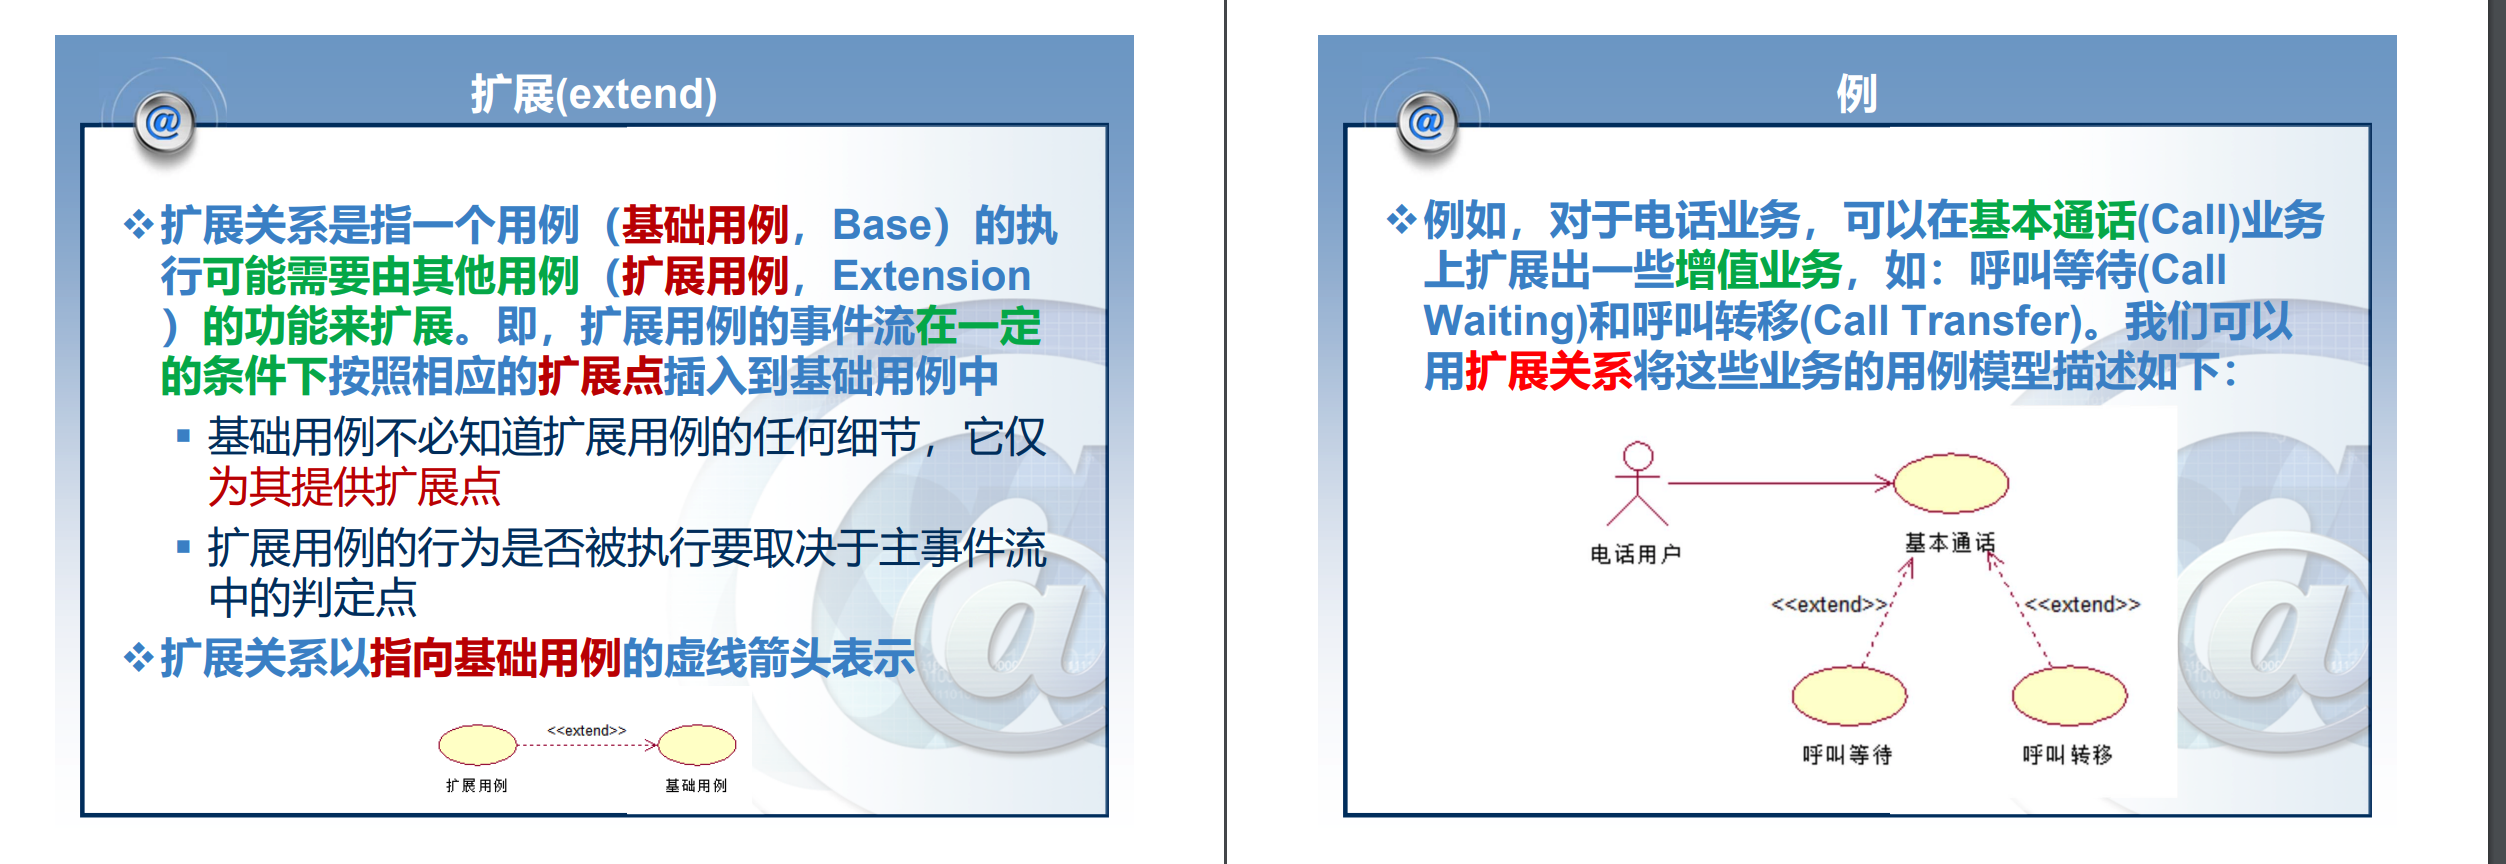 扩展(extend)
扩展关系是指一个用例（基础用例，Base）的执
行可能需要由其他用例（扩展用例，Extension
）的功能来扩展。即，扩展用例的事件流在一定
的条件下按照相应的扩展点插入到基础用例中
基础用例不必知道扩展用例的任何细节，它仅
为其提供扩展点
扩展用例的行为是否被执行要取决于主事件流
中的判定点
扩展关系以指向基础用例的虚线箭头表示
<<extend>>
扩展用例
基础用例
例
例如，对于电话业务，可以在基本通话(Call)业务
上扩展出一些增值业务，如：呼叫等待(Call
Waiting)和呼叫转移(Call Transfer)。我们可以
用扩展关系将这些业务的用例模型描述如下：
电话用户
基本通话
<<extend>>
<<extend>>
呼叫等待
呼叫转移